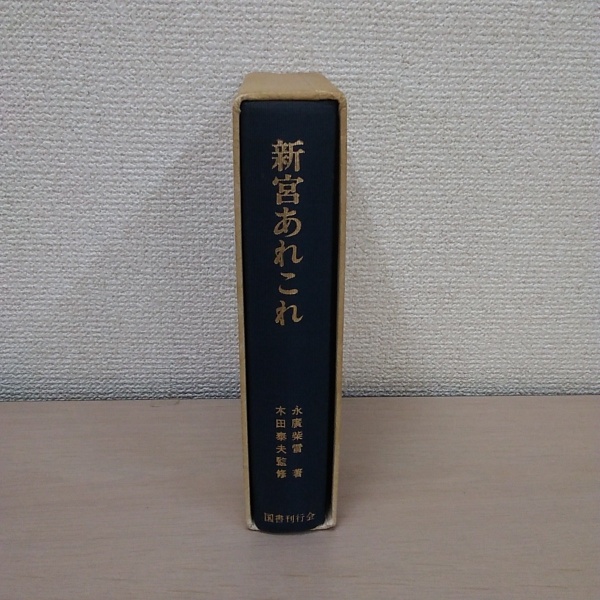 新宮あれこれ
永廣柴雪 著
木田泰夫監修
国書刊行会